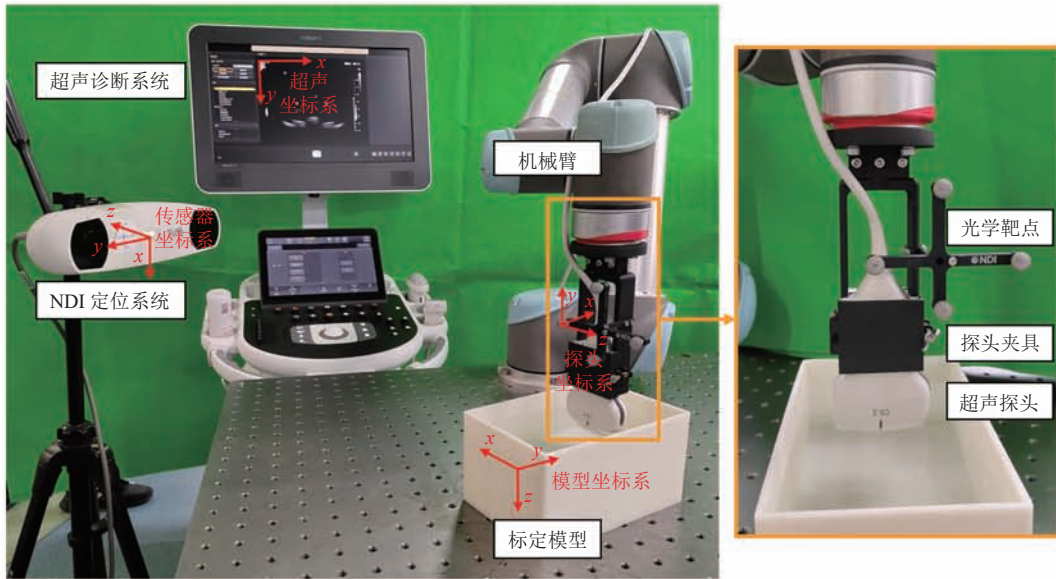 超声诊断系统
x
超声
y
坐标系
机械臂
传感器
z
坐标系
y
x
NDI 定位系统
y
x
z
探头
坐标系
x
y
模型坐标系
z
标定模型
光学靶点
NDI
探头夹具
超声探头
C5-2